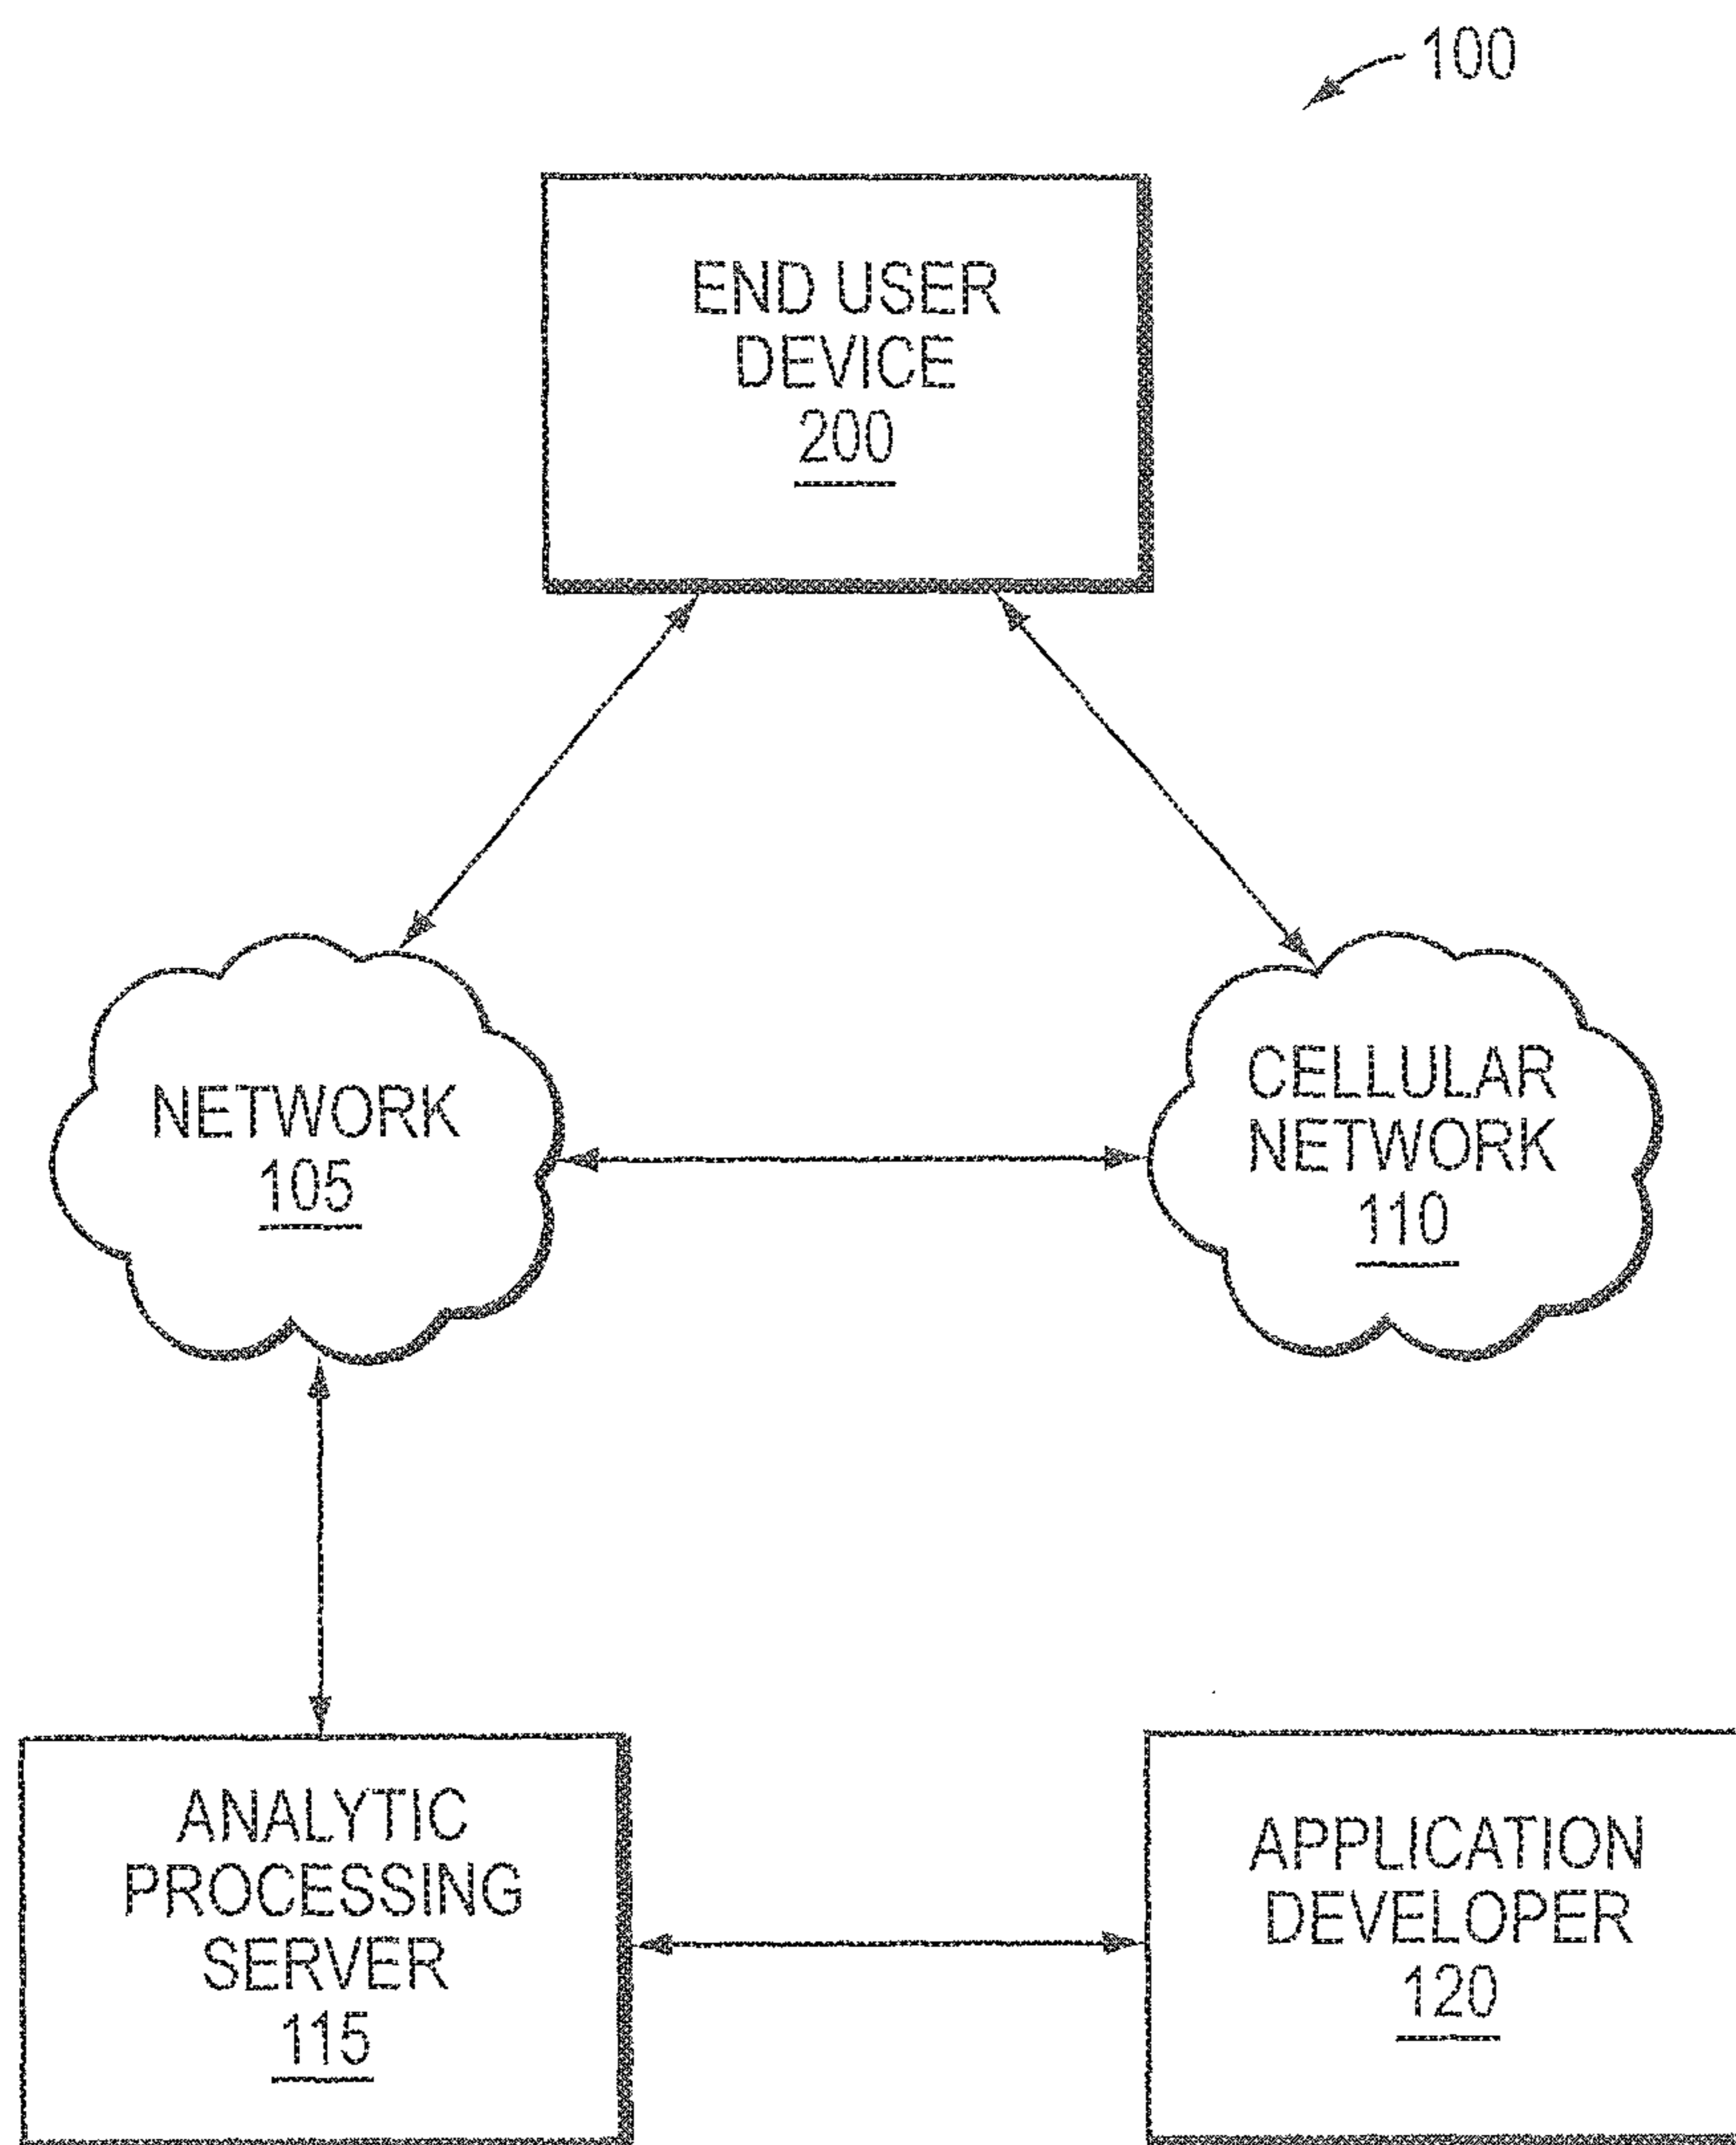 100
END USER
DEVICE
200
NETWORK
105
CELLULAR
NETWORK
110
ANALYTIC
PROCESSING
SERVER
115
APPLICATION
DEVELOPER
120